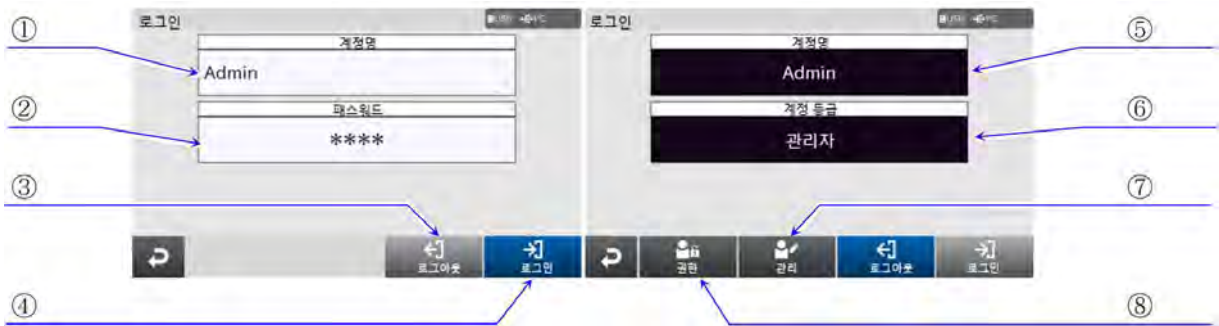 ①
로그인
계정명
Admin
②
패스워드
****
③
로그아웃
로그인
④
로그인
계정명
Admin
⑤
계정 등급
관리자
⑥
⑦
권한
관리
로그아웃
로그인
⑧